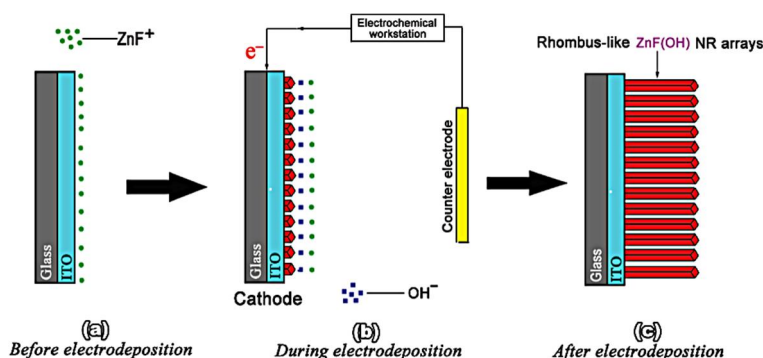 ZnF+
Glass
ITO
(a)
Before electrodeposition
Electrochemical
workstation
e−
Counter electrode
Glass
ITO
Cathode
OH−
(b)
During electrodeposition
Rhombus-like ZnF(OH) NR arrays
Glass
ITO
(c)
After electrodeposition